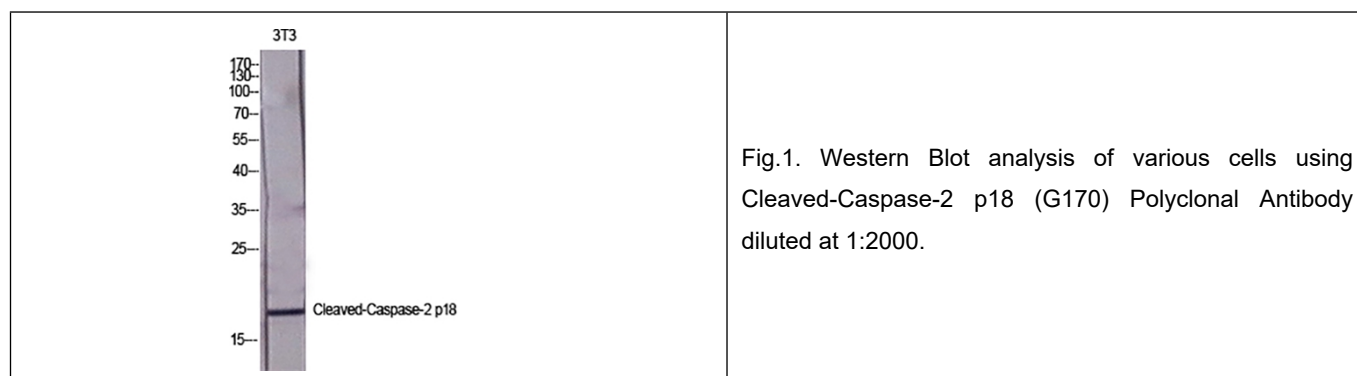 3T3
170--
130--
100--
70--
55--
40--
35--
25--
Cleaved-Caspase-2 p18
15--
Fig.1. Western Blot analysis of various cells using
Cleaved-Caspase-2 p18 (G170) Polyclonal Antibody
diluted at 1:2000.